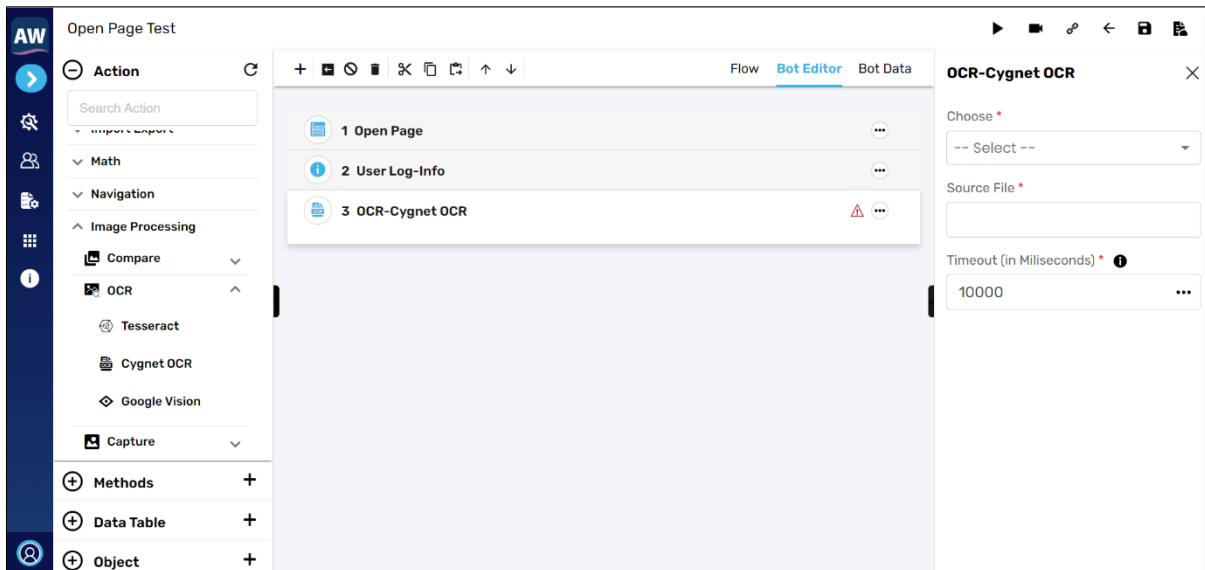 AW
Open Page Test
Action
Search Action
Import Export
Math
Navigation
Image Processing
Compare
OCR
Tesseract
Cygnet OCR
Google Vision
Capture
Methods
Data Table
Object
Flow Bot Editor Bot Data
1 Open Page
2 User Log-Info
3 OCR-Cygnet OCR
OCR-Cygnet OCR
Choose *
-- Select --
Source File *
Timeout (in Miliseconds) *
10000